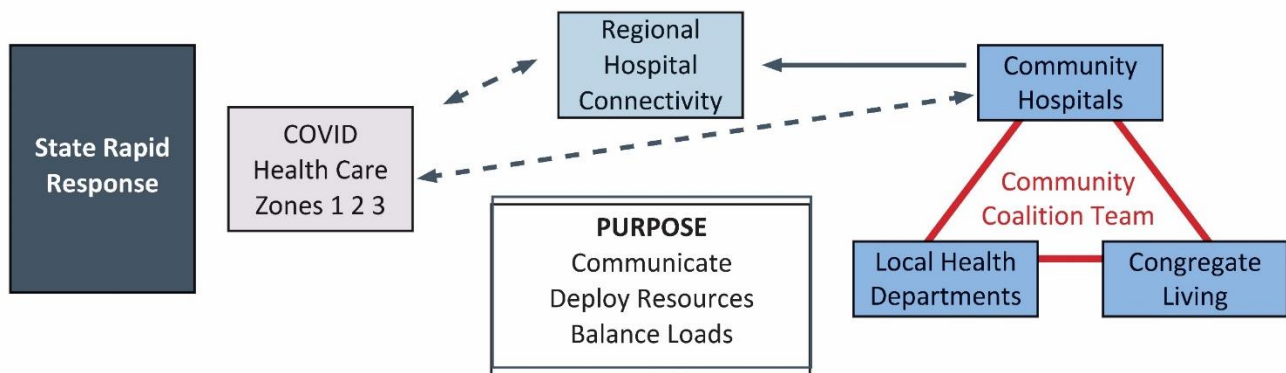 State Rapid
Response
COVID
Health Care
Zones 1 2 3
Regional
Hospital
Connectivity
PURPOSE
Communicate
Deploy Resources
Balance Loads
Community
Hospitals
Community
Coalition Team
Local Health
Departments
Congregate
Living